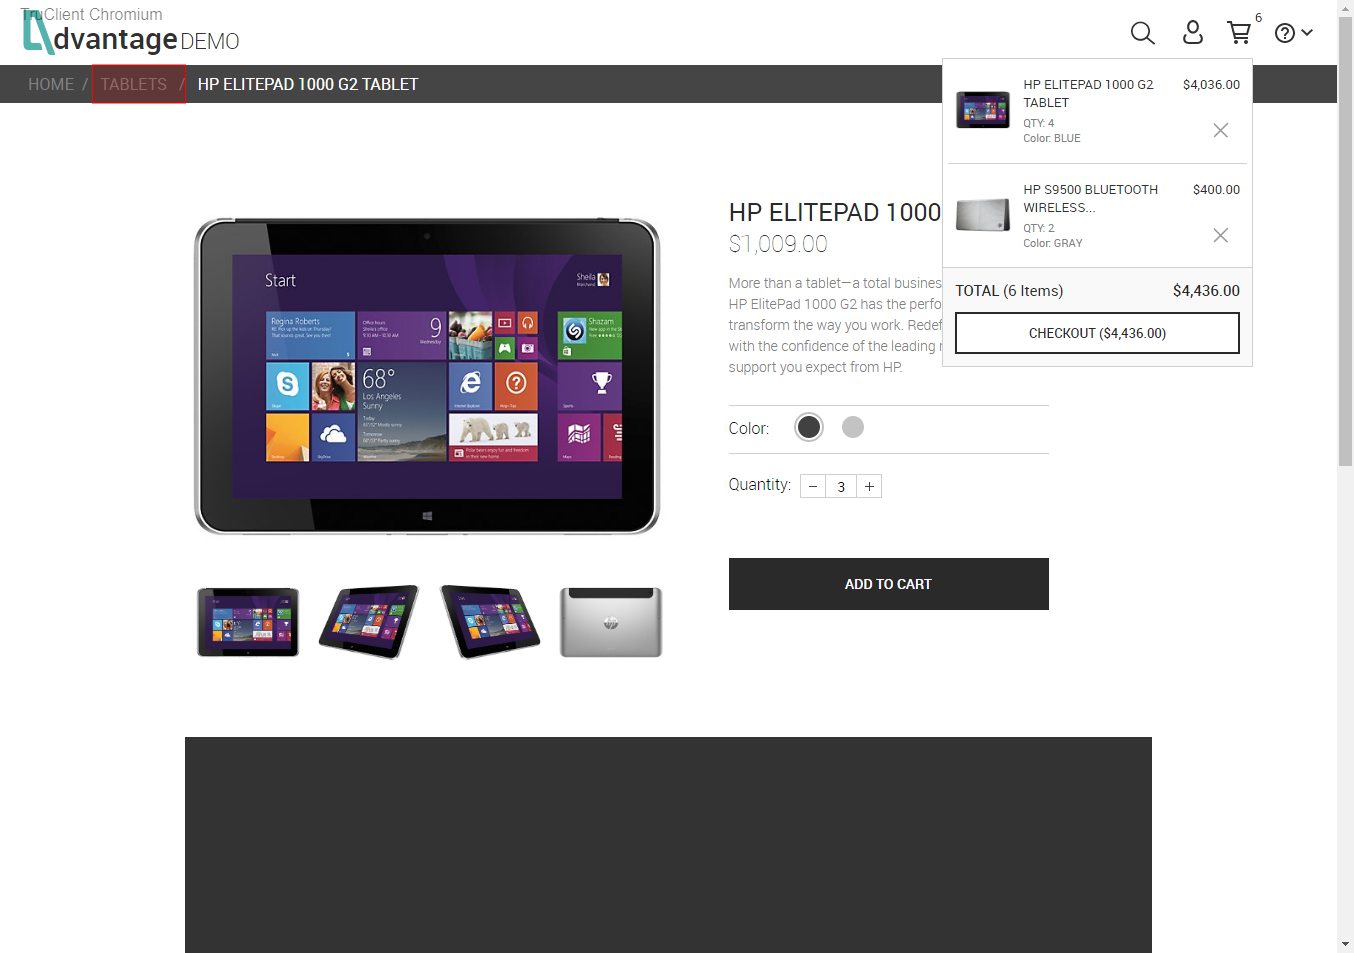 TruClient Chromium
dvantage DEMO
6
HOME / TABLETS / HP ELITEPAD 1000 G2 TABLET
HP ELITEPAD 1000 G2 TABLET
$4,036.00
QTY: 4
Color: BLUE
HP S9500 BLUETOOTH WIRELESS...
$400.00
QTY: 2
Color: GRAY
TOTAL (6 Items) $4,436.00
CHECKOUT ($4,436.00)
HP ELITEPAD 1000
$1,009.00
More than a tablet—a total busines
HP ElitePad 1000 G2 has the perfo
transform the way you work. Redef
with the confidence of the leading
support you expect from HP.
Color:
Quantity: − 3 +
ADD TO CART
Start
Sheila
Regina Roberts
Office hours
9
Wednesday
Shazam
68°
Los Angeles
Sunny
Today
Tomorrow